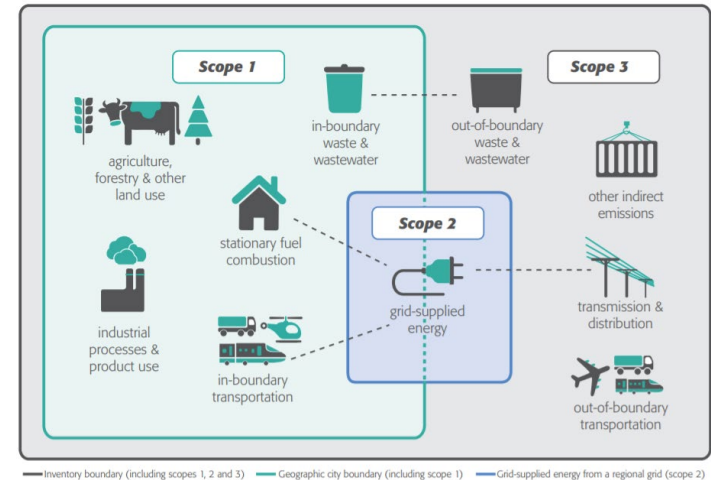 Scope 1
Scope 3
in-boundary
waste &
wastewater
out-of-boundary
waste &
wastewater
agriculture,
forestry & other
land use
other indirect
emissions
Scope 2
stationary fuel
combustion
grid-supplied
energy
transmission &
distribution
industrial
processes &
product use
in-boundary
transportation
out-of-boundary
transportation
Inventory boundary (including scopes 1, 2 and 3)
Geographic city boundary (including scope 1)
Grid-supplied energy from a regional grid (scope 2)